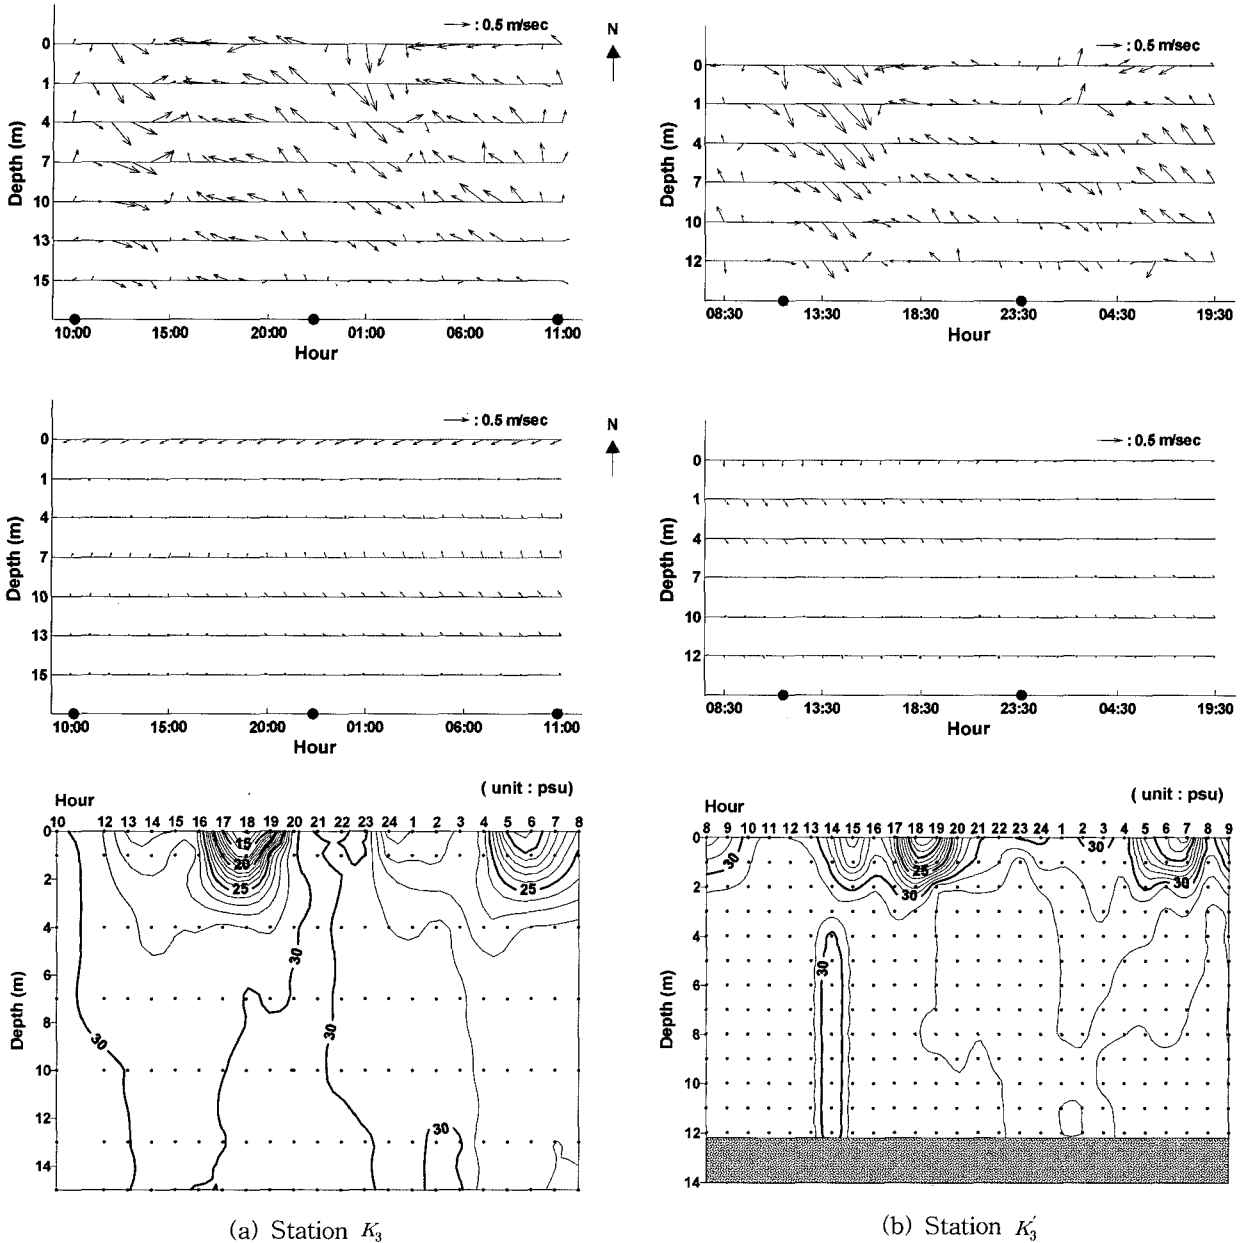 : 0.5 m/sec
N
0
1
4
7
10
13
15
Depth (m)
10:00 15:00 20:00 01:00 06:00 11:00
Hour
: 0.5 m/sec
0
1
4
7
10
12
Depth (m)
08:30 13:30 18:30 23:30 04:30 19:30
Hour
: 0.5 m/sec
N
0
1
4
7
10
13
15
Depth (m)
10:00 15:00 20:00 01:00 06:00 11:00
Hour
: 0.5 m/sec
0
1
4
7
10
12
Depth (m)
08:30 13:30 18:30 23:30 04:30 19:30
Hour
( unit : psu)
Hour
10 12 13 14 15 16 17 18 19 20 21 22 23 24 1 2 3 4 5 6 7 8
0
2
4
6
8
10
12
14
Depth (m)
15
20
25
25
30
30
30
30
(a) Station K₃
( unit : psu)
Hour
8 9 10 11 12 13 14 15 16 17 18 19 20 21 22 23 24 1 2 3 4 5 6 7 8 9
0
2
4
6
8
10
12
14
Depth (m)
30
25
30
30
30
30
(b) Station K₃′